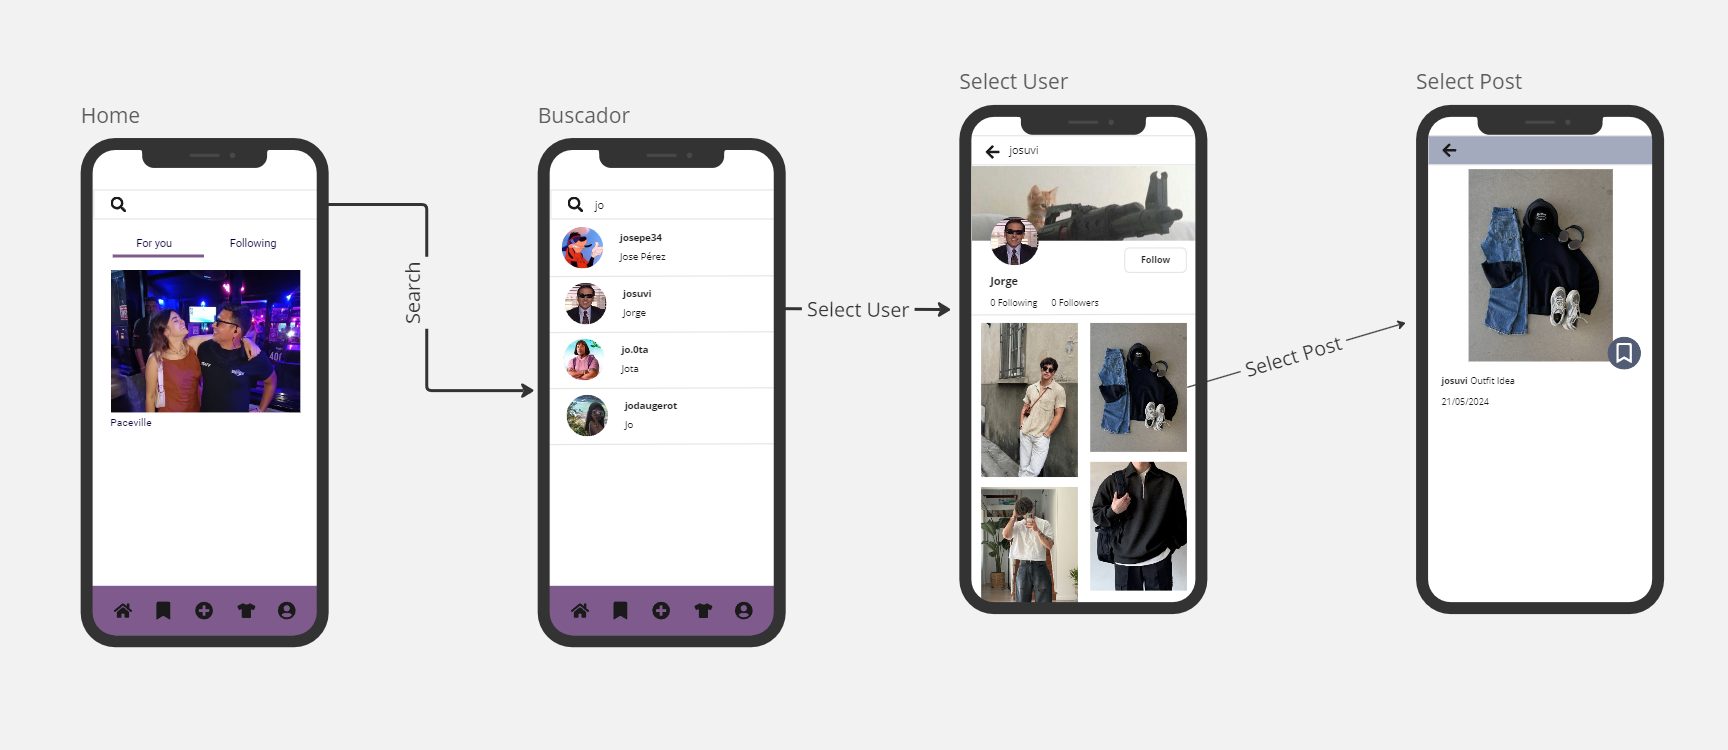 Home
For you
Following
Paceville
Search
Buscador
jo
josepe34
Jose Pérez
josuvi
Jorge
jo.0ta
Jota
jodaugerot
Jo
Select User
Select User
josuvi
Follow
Jorge
0 Following 0 Followers
Select Post
Select Post
josuvi Outfit Idea
21/05/2024